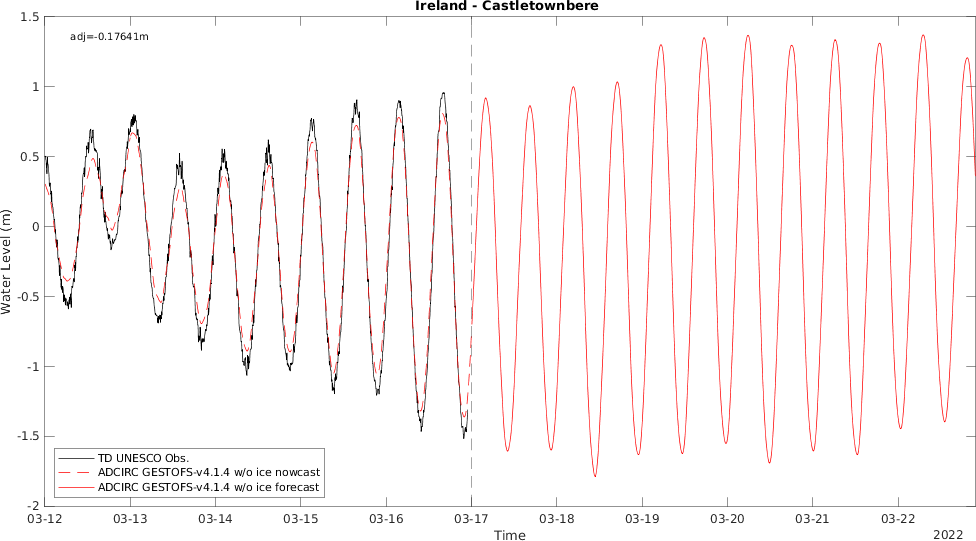 Ireland - Castletownbere
adj=-0.17641m
1.5
1
0.5
0
-0.5
-1
-1.5
-2
Water Level (m)
TD UNESCO Obs.
ADCIRC GESTOFS-v4.1.4 w/o ice nowcast
ADCIRC GESTOFS-v4.1.4 w/o ice forecast
03-12 03-13 03-14 03-15 03-16 03-17 03-18 03-19 03-20 03-21 03-22
Time
2022